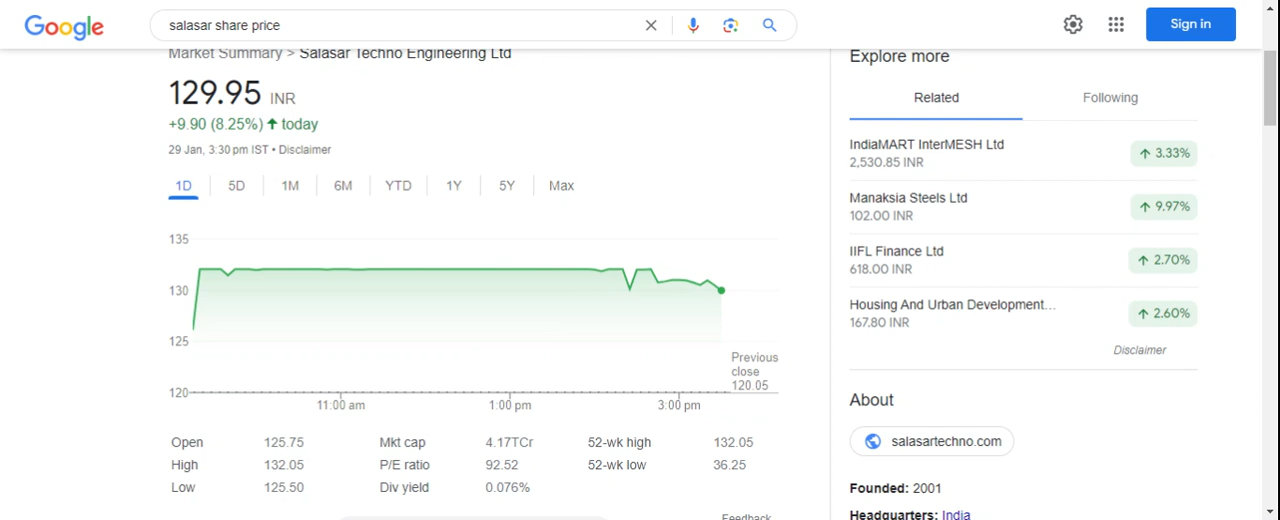 Google
salasar share price
Sign in
Market Summary > Salasar Techno Engineering Ltd
129.95 INR
+9.90 (8.25%) ↑ today
29 Jan, 3:30 pm IST • Disclaimer
1D 5D 1M 6M YTD 1Y 5Y Max
135
130
125
120
Previous
close
120.05
11:00 am 1:00 pm 3:00 pm
Open 125.75 Mkt cap 4.17TCr 52-wk high 132.05
High 132.05 P/E ratio 92.52 52-wk low 36.25
Low 125.50 Div yield 0.076%
Feedback
Explore more
Related Following
IndiaMART InterMESH Ltd
2,530.85 INR ↑ 3.33%
Manaksia Steels Ltd
102.00 INR ↑ 9.97%
IIFL Finance Ltd
618.00 INR ↑ 2.70%
Housing And Urban Development...
167.80 INR ↑ 2.60%
Disclaimer
About
salasartechno.com
Founded: 2001
Headquarters: India